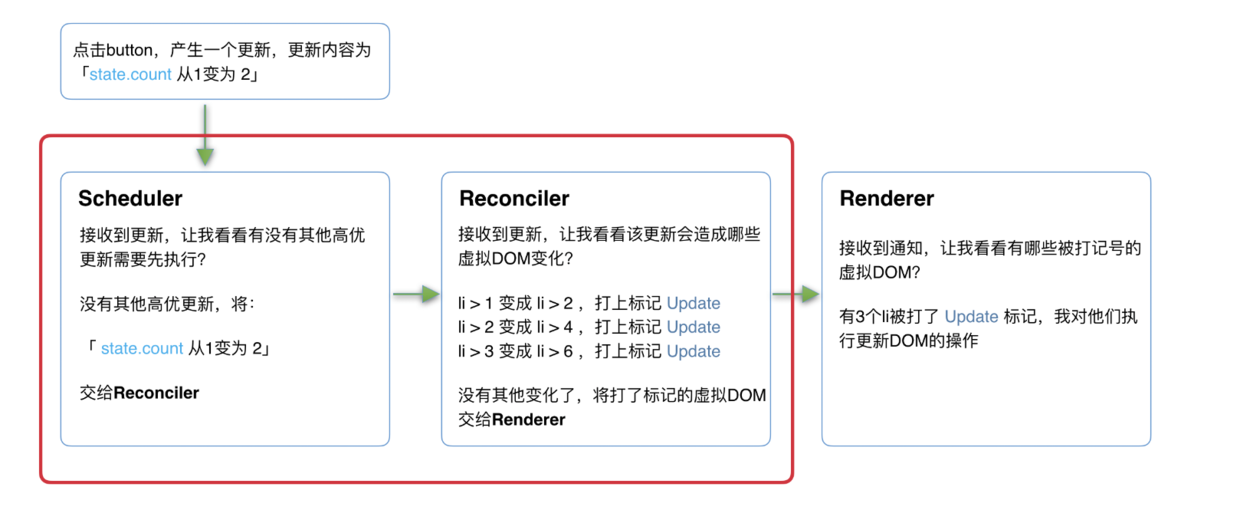 点击button，产生一个更新，更新内容为
「state.count 从1变为 2」
Scheduler
接收到更新，让我看看有没有其他高优
更新需要先执行？
没有其他高优更新，将：
「 state.count 从1变为 2」
交给Reconciler
Reconciler
接收到更新，让我看看该更新会造成哪些
虚拟DOM变化？
li > 1 变成 li > 2 ，打上标记 Update
li > 2 变成 li > 4 ，打上标记 Update
li > 3 变成 li > 6 ，打上标记 Update
没有其他变化了，将打了标记的虚拟DOM
交给Renderer
Renderer
接收到通知，让我看看有哪些被打记号的
虚拟DOM？
有3个li被打了 Update 标记，我对他们执
行更新DOM的操作